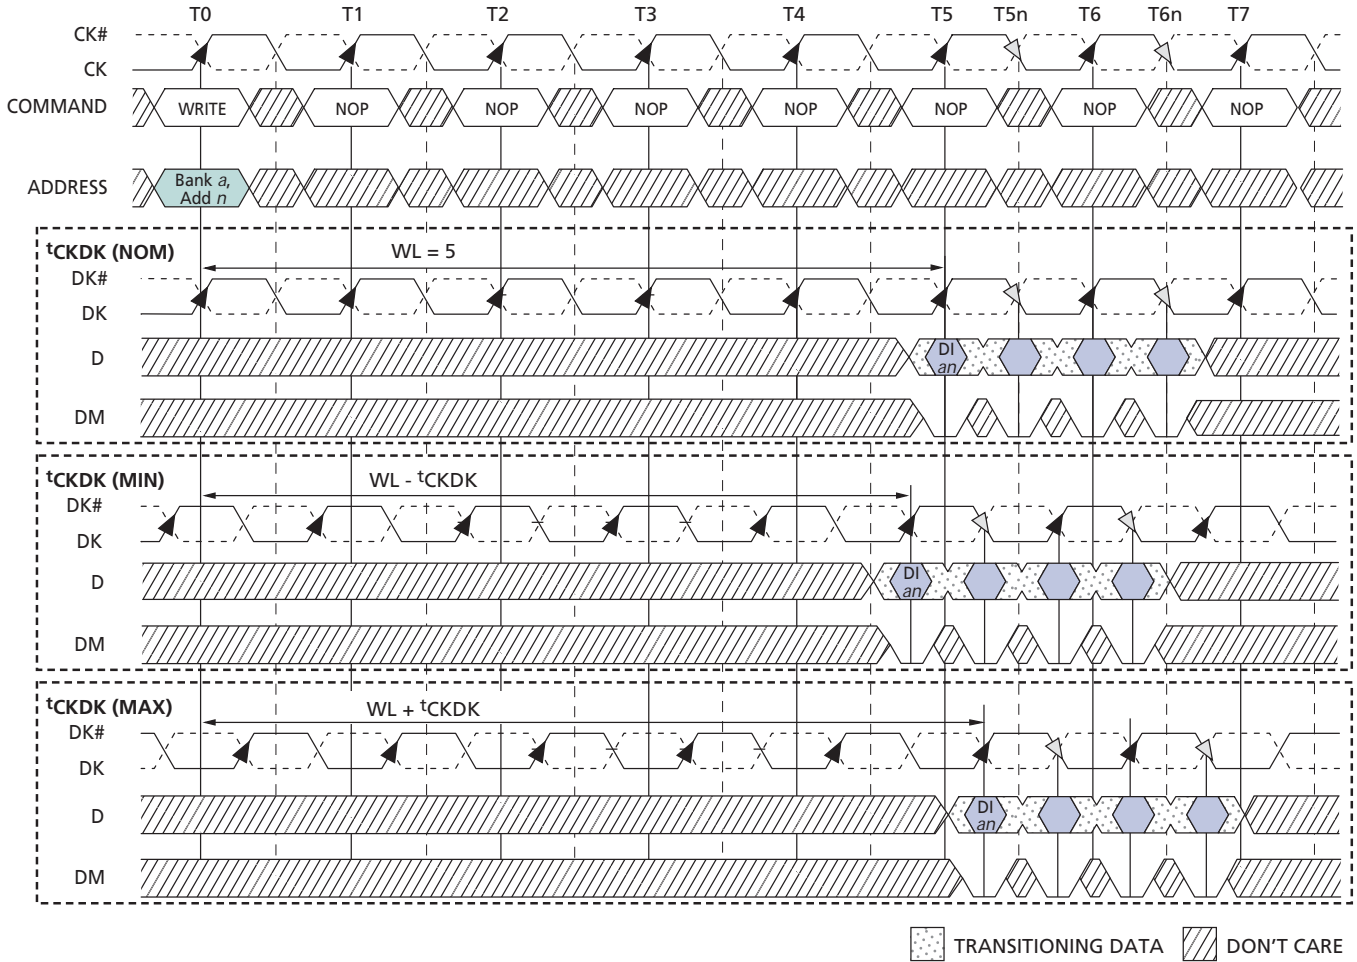 T0 T1 T2 T3 T4 T5 T5n T6 T6n T7
CK#
CK
COMMAND WRITE NOP NOP NOP NOP NOP NOP NOP
ADDRESS Bank a,
Add n
tCKDK (NOM) WL = 5
DK#
DK
D DI
an
DM
tCKDK (MIN) WL - tCKDK
DK#
DK
D DI
an
DM
tCKDK (MAX) WL + tCKDK
DK#
DK
D DI
an
DM
TRANSITIONING DATA DON'T CARE